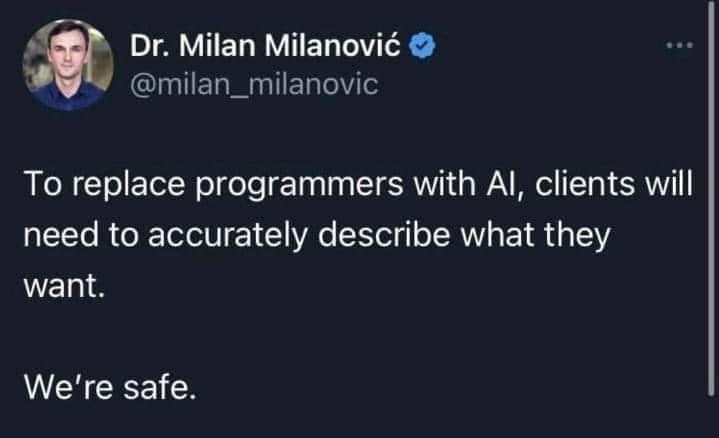 Dr. Milan Milanović
@milan_milanovic
To replace programmers with AI, clients will
need to accurately describe what they
want.
We're safe.